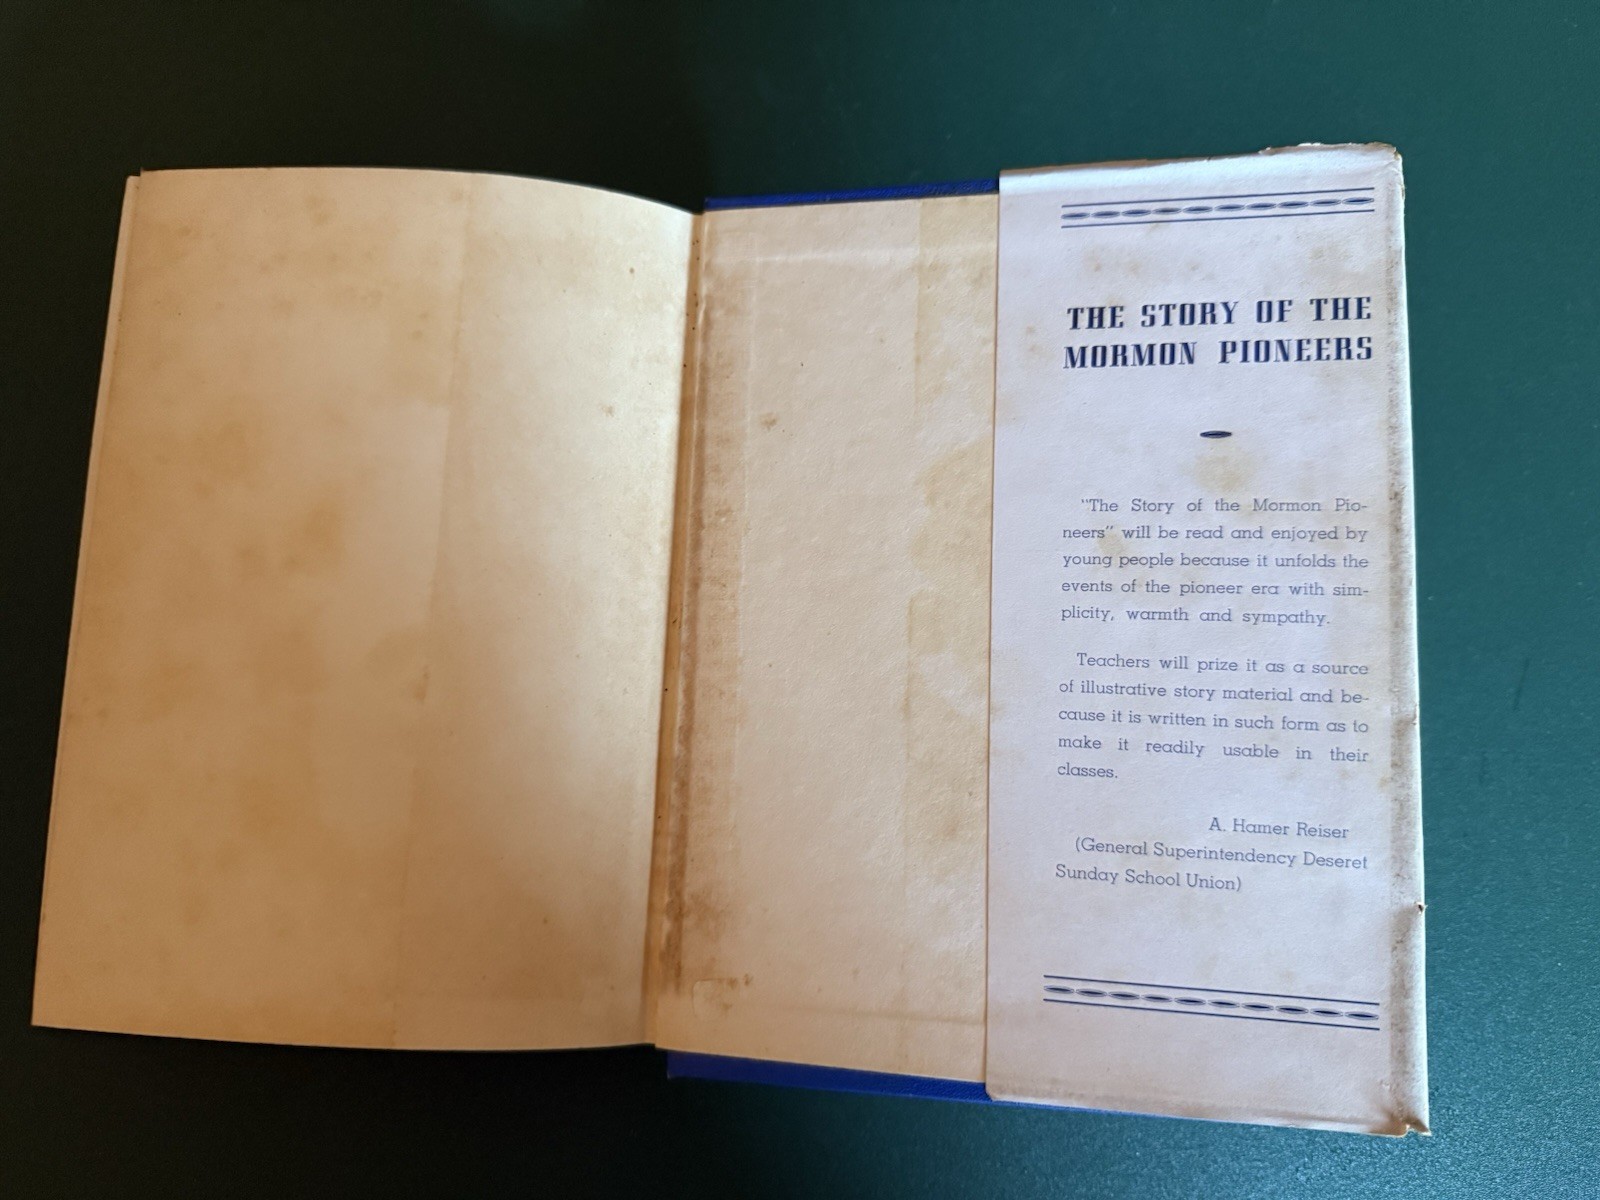 THE STORY OF THE
MORMON PIONEERS
"The Story of the Mormon Pio-
neers" will be read and enjoyed by
young people because it unfolds the
events of the pioneer era with sim-
plicity, warmth and sympathy.
Teachers will prize it as a source
of illustrative story material and be-
cause it is written in such form as to
make it readily usable in their
classes.
A. Hamer Reiser
(General Superintendency Deseret
Sunday School Union)